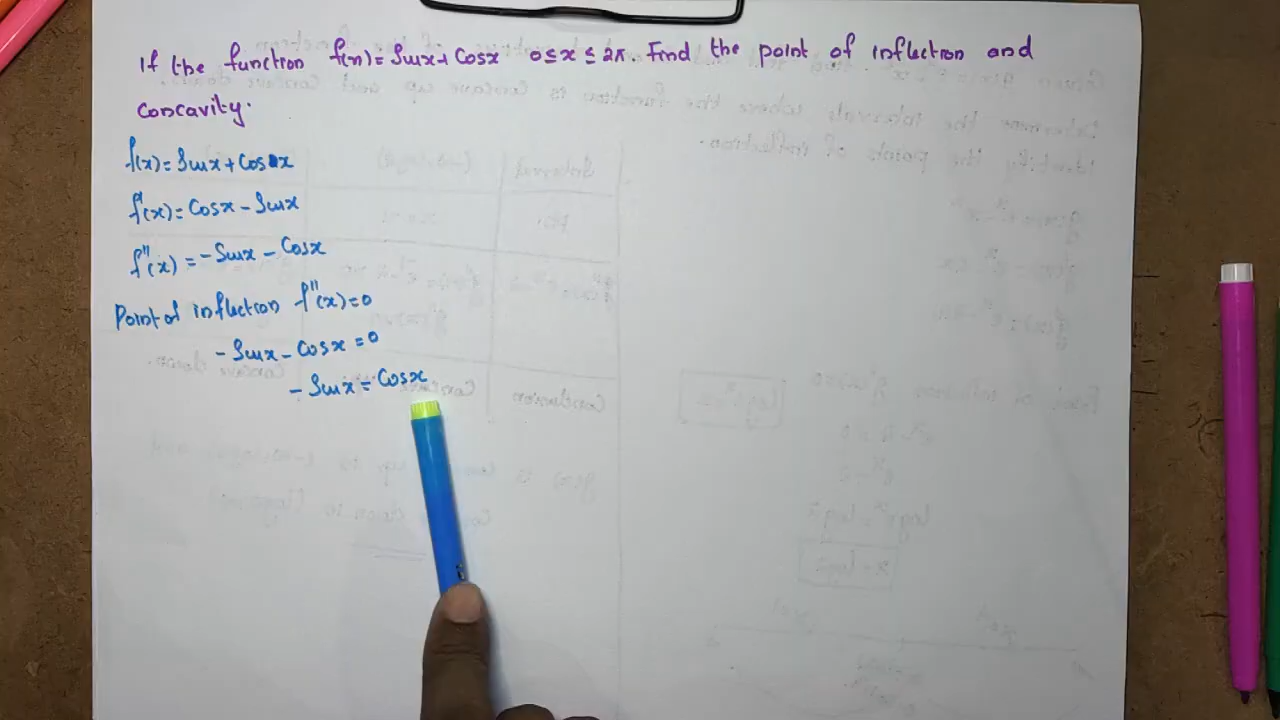 If the function f(x) = Sinx + Cosx 0 ≤ x ≤ 2π. Find the point of inflection and
concavity.
f(x) = Sinx + Cosx
f'(x) = Cosx - Sinx
f''(x) = -Sinx - Cosx
Point of inflection f''(x) = 0
- Sinx - Cosx = 0
- Sinx = Cosx